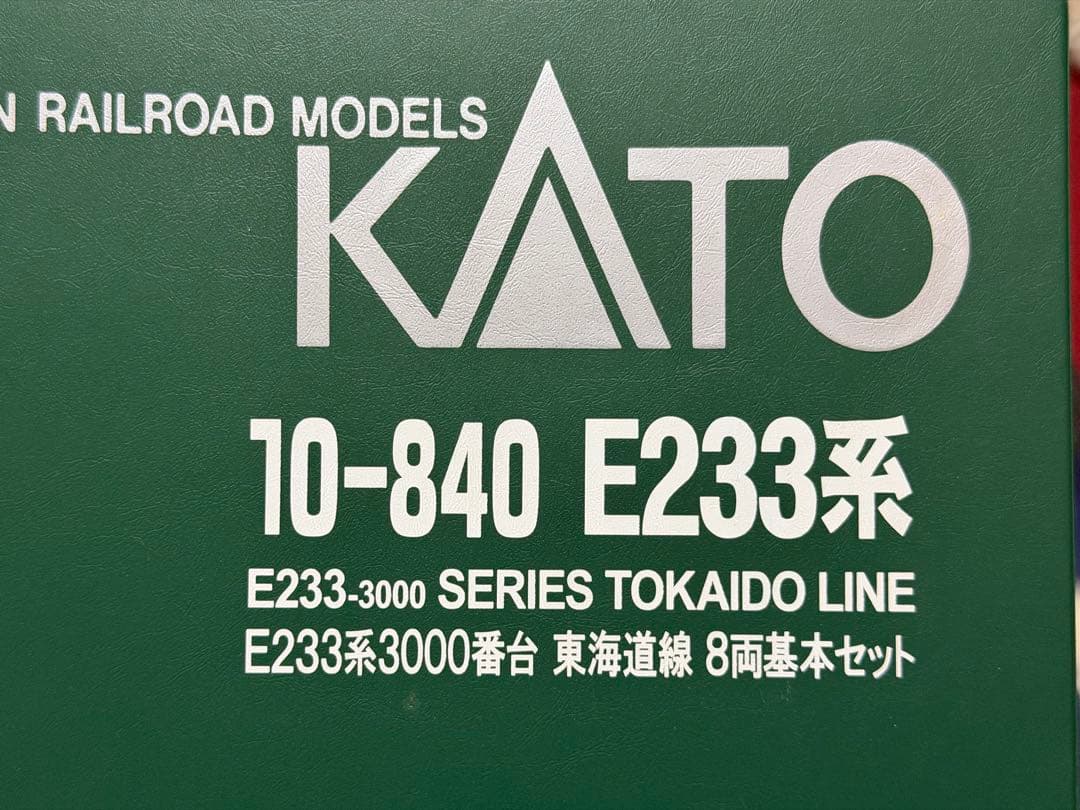 N RAILROAD MODELS
KATO
10-840 E233系
E233-3000 SERIES TOKAIDO LINE
E233系3000番台 東海道線 8両基本セット